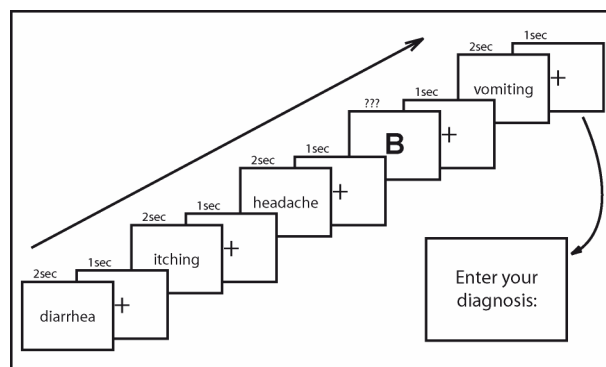 2sec
diarrhea
1sec
+
2sec
itching
1sec
+
2sec
headache
1sec
+
???
B
1sec
+
2sec
vomiting
1sec
+
Enter your
diagnosis: